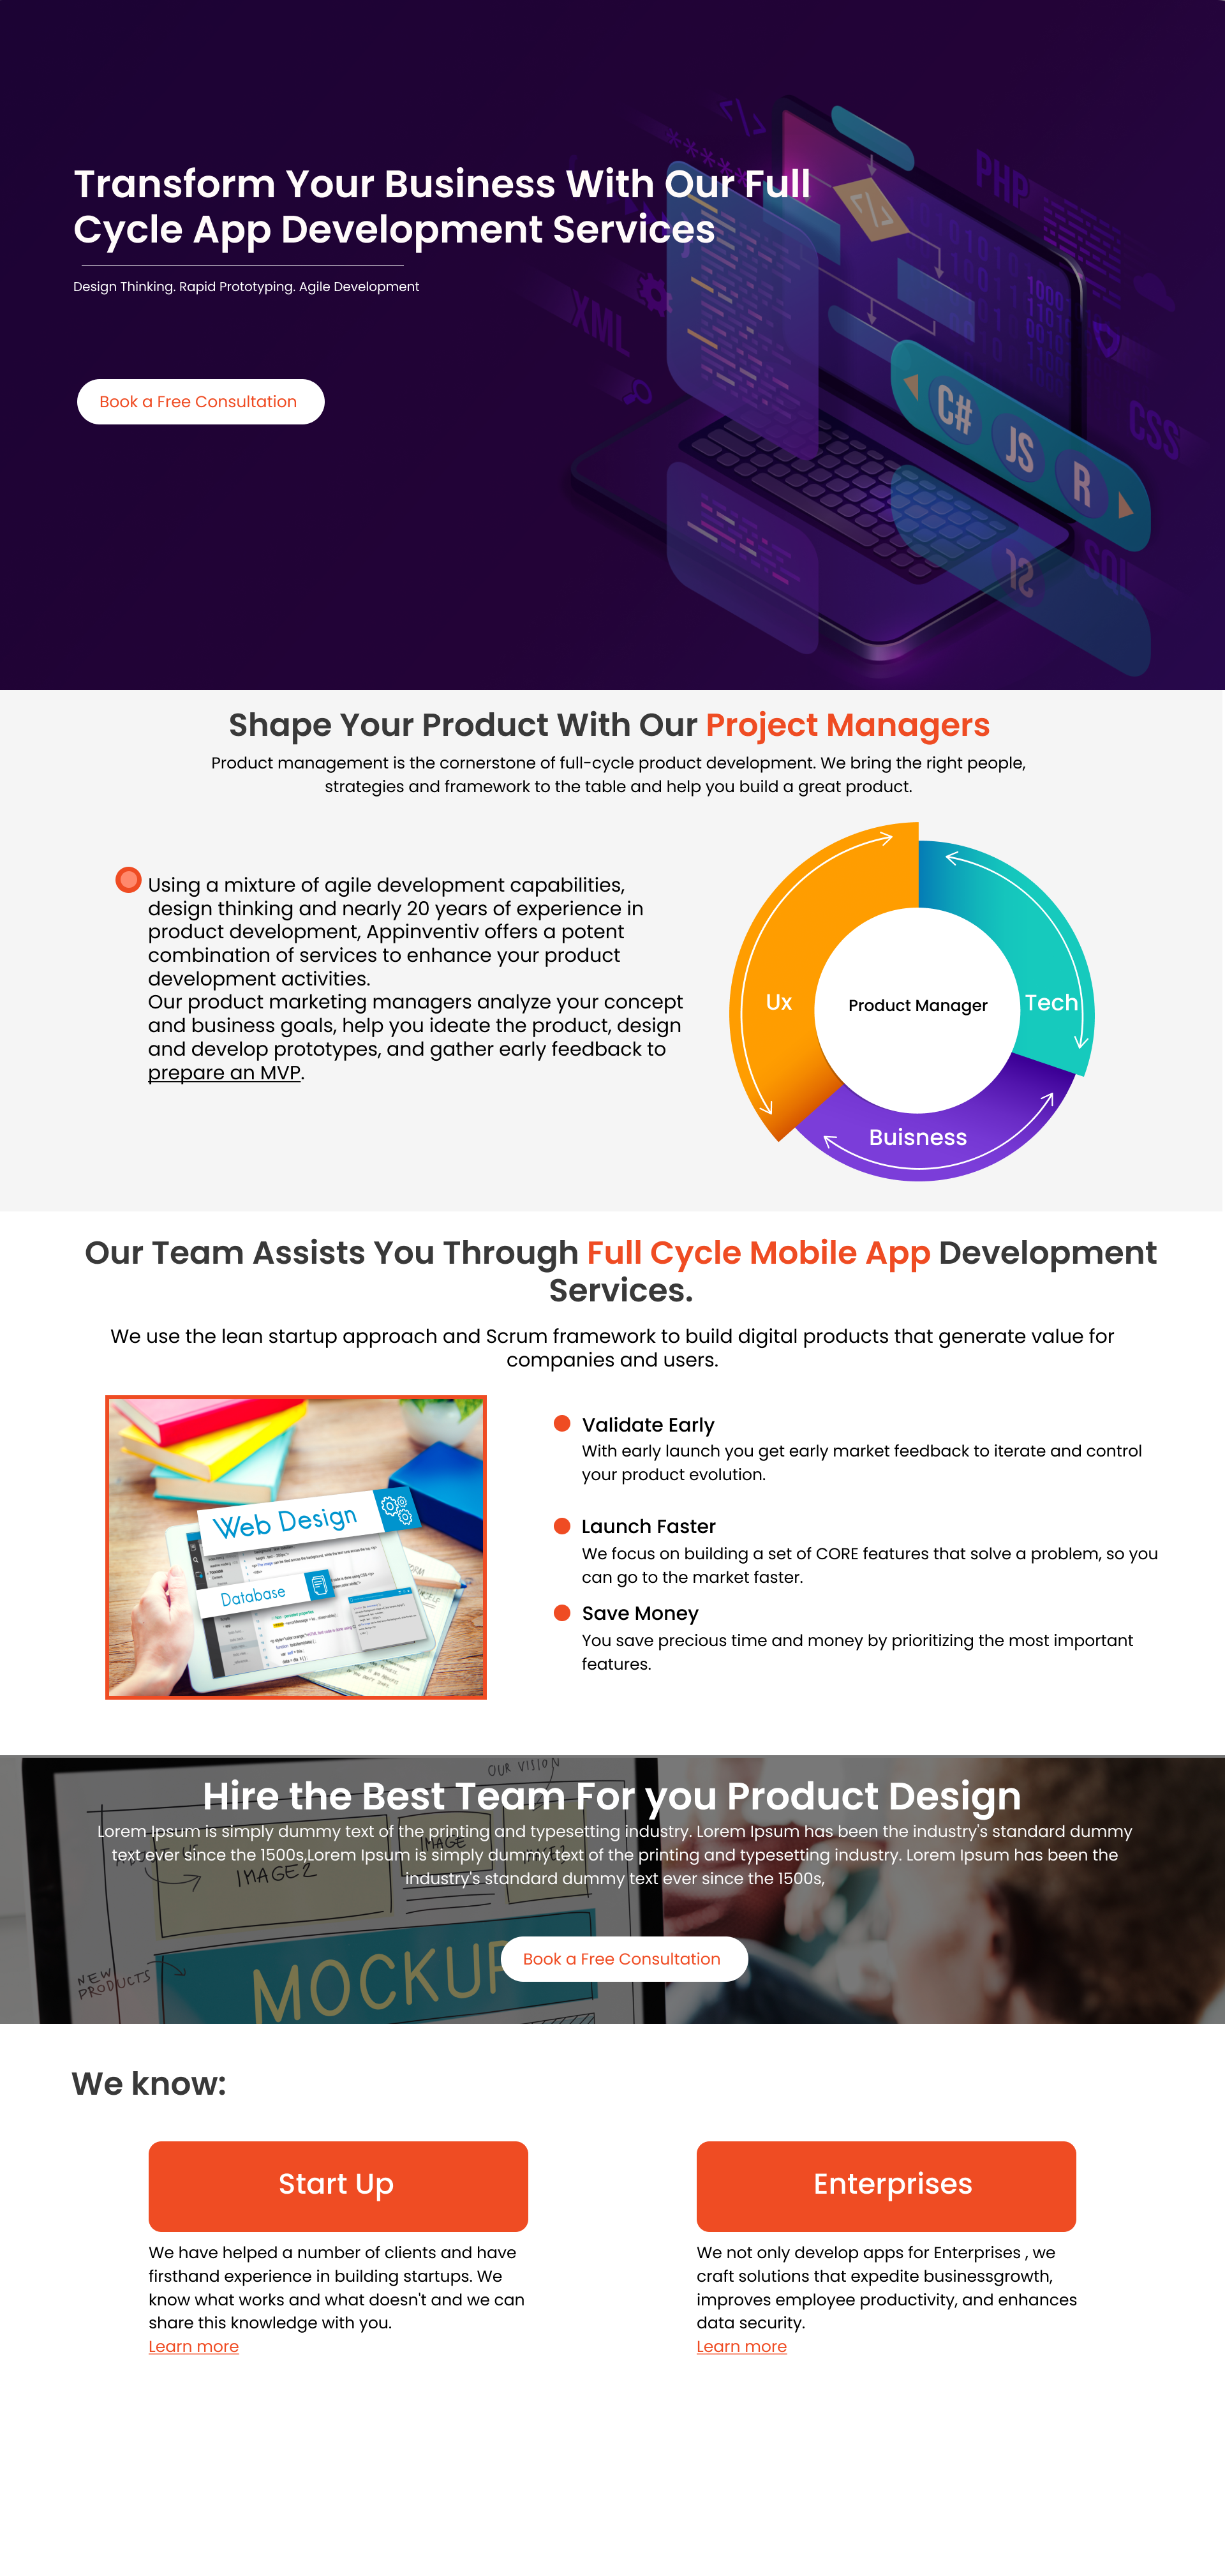 </>
*****
PHP
Transform Your Business With Our Full
Cycle App Development Services
Design Thinking. Rapid Prototyping. Agile Development
XML
CSS
C#
JS
R
SQL
Book a Free Consultation
Shape Your Product With Our Project Managers
Product management is the cornerstone of full-cycle product development. We bring the right people,
strategies and framework to the table and help you build a great product.
Using a mixture of agile development capabilities,
design thinking and nearly 20 years of experience in
product development, Appinventiv offers a potent
combination of services to enhance your product
development activities.
Our product marketing managers analyze your concept
and business goals, help you ideate the product, design
and develop prototypes, and gather early feedback to
prepare an MVP.
Ux
Product Manager
Tech
Buisness
Our Team Assists You Through Full Cycle Mobile App Development
Services.
We use the lean startup approach and Scrum framework to build digital products that generate value for
companies and users.
Web Design
Database
Validate Early
With early launch you get early market feedback to iterate and control
your product evolution.
Launch Faster
We focus on building a set of CORE features that solve a problem, so you
can go to the market faster.
Save Money
You save precious time and money by prioritizing the most important
features.
OUR VISION
Hire the Best Team For you Product Design
Lorem Ipsum is simply dummy text of the printing and typesetting industry. Lorem Ipsum has been the industry's standard dummy
text ever since the 1500s,Lorem Ipsum is simply dummy text of the printing and typesetting industry. Lorem Ipsum has been the
industry's standard dummy text ever since the 1500s,
IMAGE
IMAGE2
NEW
PRODUCTS
MOCKUP
Book a Free Consultation
We know:
Start Up
Enterprises
We have helped a number of clients and have
firsthand experience in building startups. We
know what works and what doesn't and we can
share this knowledge with you.
Learn more
We not only develop apps for Enterprises , we
craft solutions that expedite businessgrowth,
improves employee productivity, and enhances
data security.
Learn more